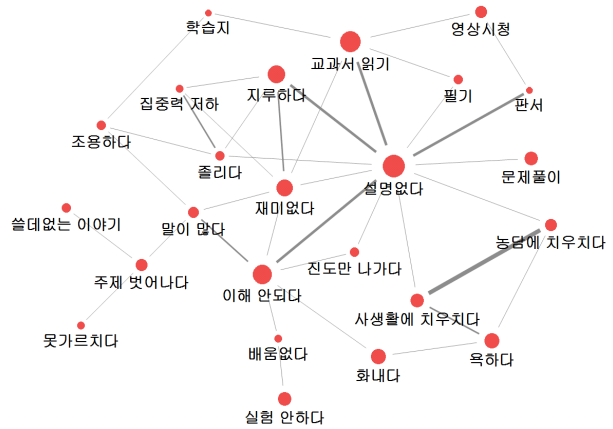 학습지
영상시청
교과서 읽기
지루하다
필기
집중력 저하
판서
조용하다
졸리다
설명없다
문제풀이
재미없다
쓸데없는 이야기
말이 많다
농담에 치우치다
주제 벗어나다
이해 안되다
진도만 나가다
사생활에 치우치다
못가르치다
배움없다
화내다
욕하다
실험 안하다